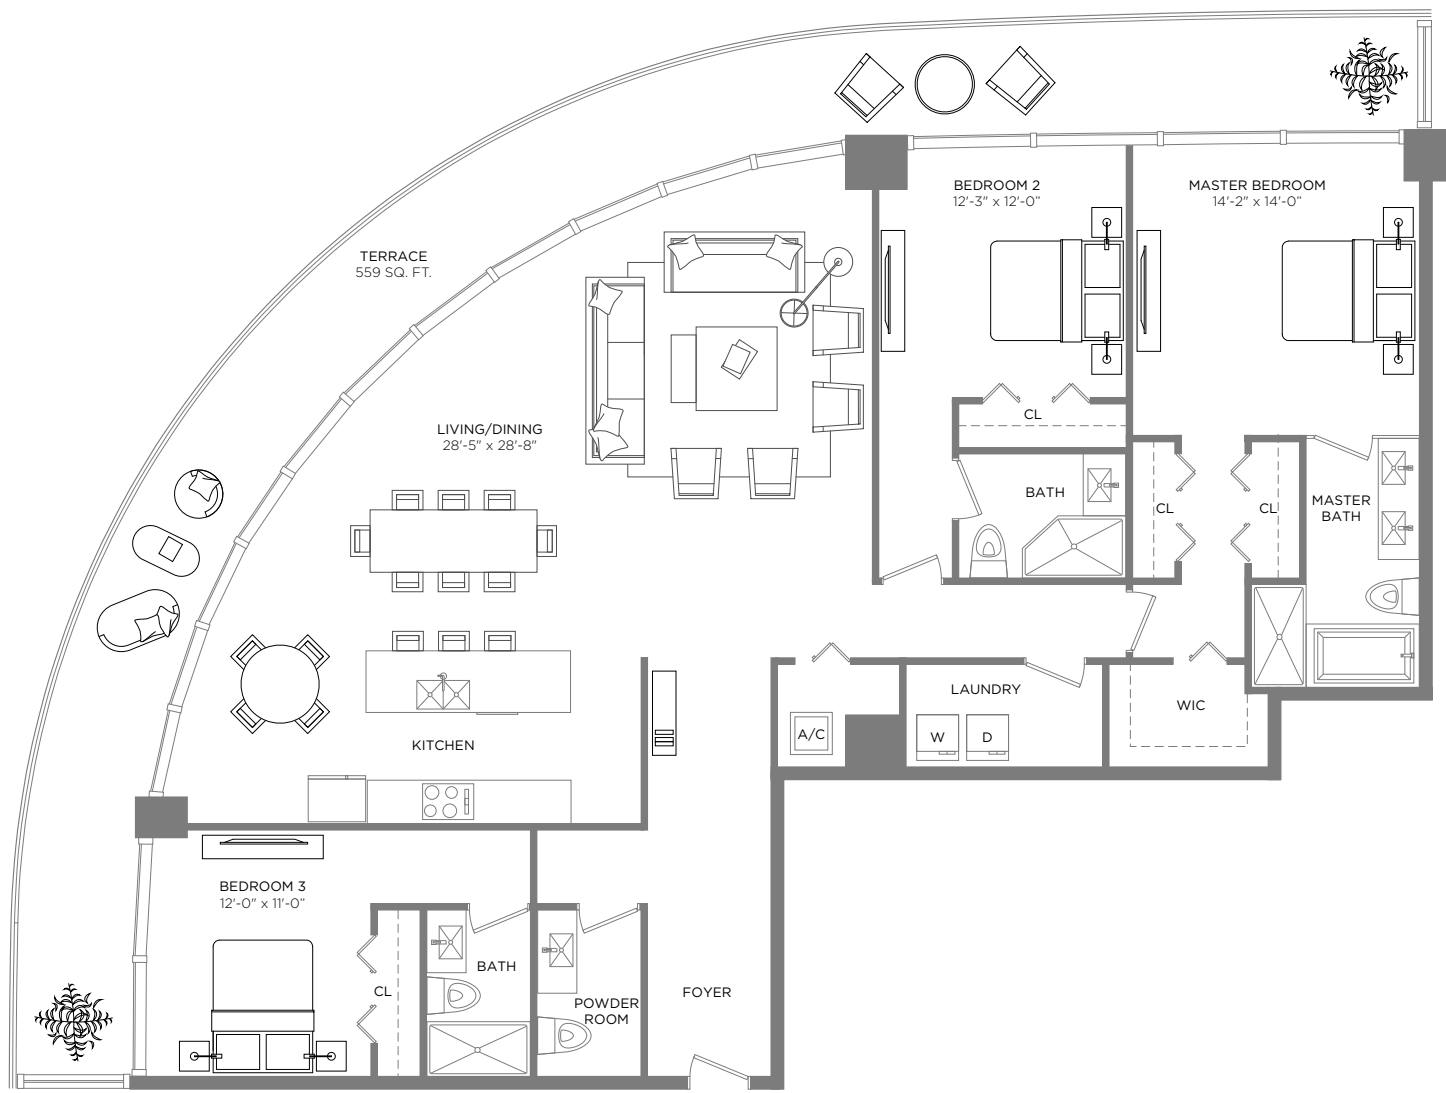 BEDROOM 2
12'-3" x 12'-0"
MASTER BEDROOM
14'-2" x 14'-0"
TERRACE
559 SQ. FT.
LIVING/DINING
28'-5" x 28'-8"
CL
BATH
CL
CL
MASTER
BATH
LAUNDRY
WIC
A/C
W
D
KITCHEN
BEDROOM 3
12'-0" x 11'-0"
CL
BATH
POWDER
ROOM
FOYER